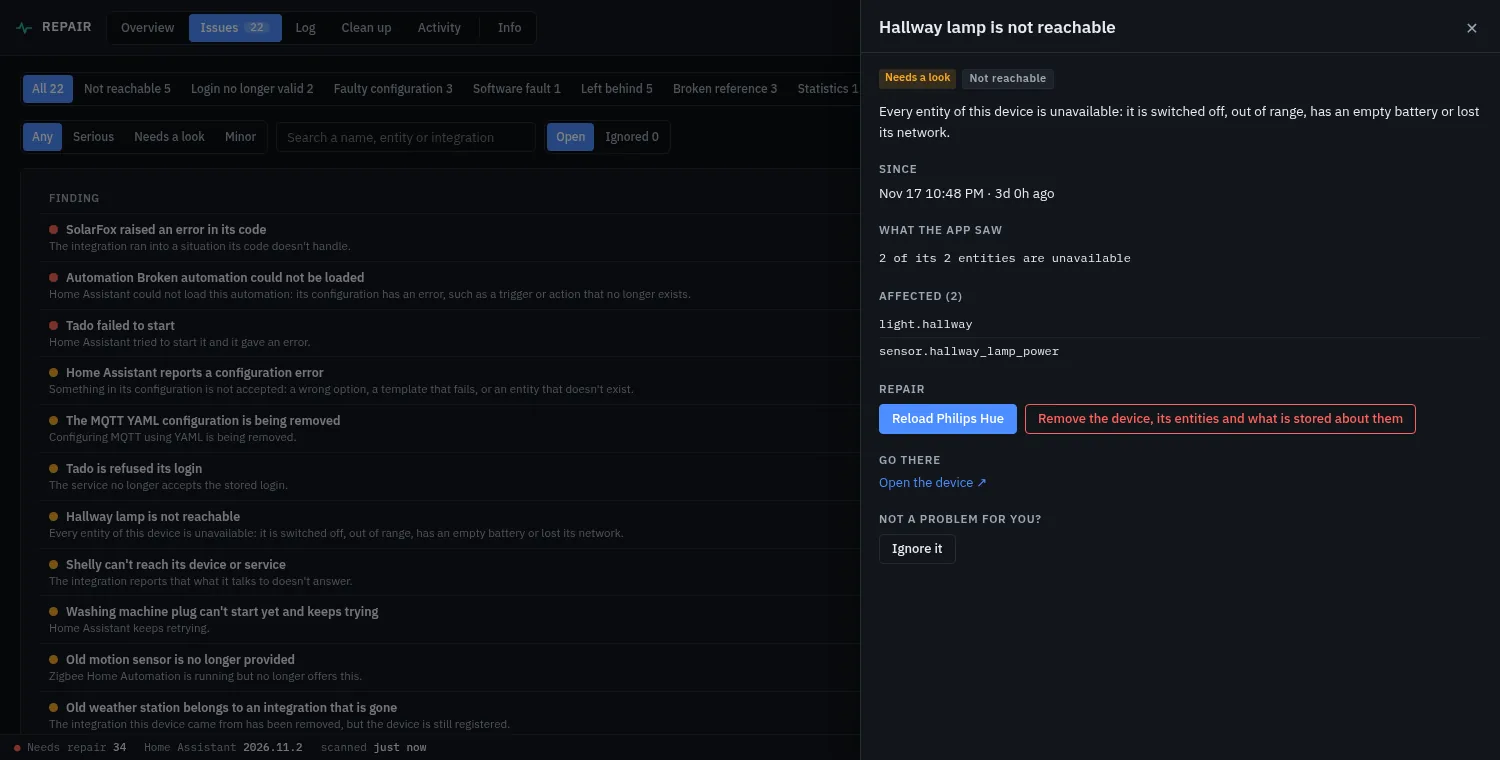 REPAIR
Overview Issues 22 Log Clean up Activity Info
All 22 Not reachable 5 Login no longer valid 2 Faulty configuration 3 Software fault 1 Left behind 5 Broken reference 3 Statistics 1
Any Serious Needs a look Minor Search a name, entity or integration Open Ignored 0
FINDING
SolarFox raised an error in its code
The integration ran into a situation its code doesn't handle.
Automation Broken automation could not be loaded
Home Assistant could not load this automation: its configuration has an error, such as a trigger or action that no longer exists.
Tado failed to start
Home Assistant tried to start it and it gave an error.
Home Assistant reports a configuration error
Something in its configuration is not accepted: a wrong option, a template that fails, or an entity that doesn't exist.
The MQTT YAML configuration is being removed
Configuring MQTT using YAML is being removed.
Tado is refused its login
The service no longer accepts the stored login.
Hallway lamp is not reachable
Every entity of this device is unavailable: it is switched off, out of range, has an empty battery or lost its network.
Shelly can't reach its device or service
The integration reports that what it talks to doesn't answer.
Washing machine plug can't start yet and keeps trying
Home Assistant keeps retrying.
Old motion sensor is no longer provided
Zigbee Home Automation is running but no longer offers this.
Old weather station belongs to an integration that is gone
The integration this device came from has been removed, but the device is still registered.
Needs repair 34 Home Assistant 2026.11.2 scanned just now
Hallway lamp is not reachable ×
Needs a look Not reachable
Every entity of this device is unavailable: it is switched off, out of range, has an empty battery or lost
its network.
SINCE
Nov 17 10:48 PM · 3d 0h ago
WHAT THE APP SAW
2 of its 2 entities are unavailable
AFFECTED (2)
light.hallway
sensor.hallway_lamp_power
REPAIR
Reload Philips Hue Remove the device, its entities and what is stored about them
GO THERE
Open the device ↗
NOT A PROBLEM FOR YOU?
Ignore it